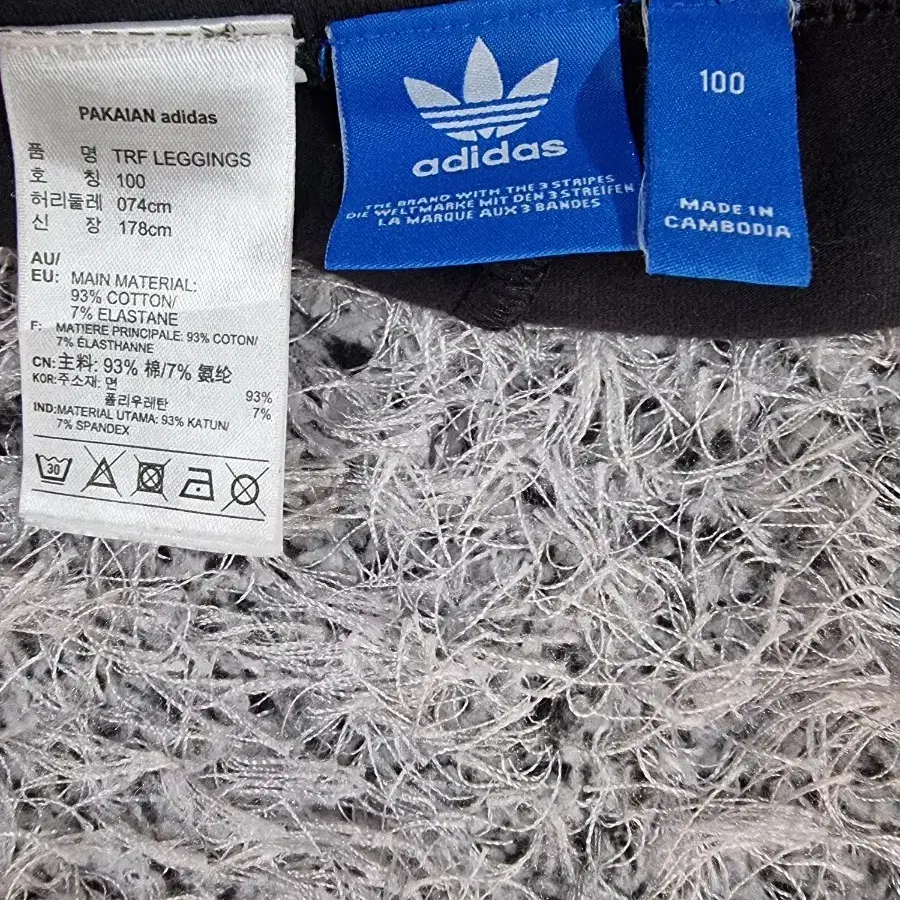 PAKAIAN adidas
품 명 TRF LEGGINGS
호 칭 100
허리둘레 074cm
신 장 178cm
AU/
EU: MAIN MATERIAL:
93% COTTON/
7% ELASTANE
F: MATIERE PRINCIPALE: 93% COTON/
7% ÉLASTHANNE
CN: 主料: 93% 棉/7% 氨纶
KOR: 주소재: 면 93%
폴리우레탄 7%
IND: MATERIAL UTAMA: 93% KATUN/
7% SPANDEX
30
adidas
THE BRAND WITH THE 3 STRIPES
DIE WELTMARKE MIT DEN 3 STREIFEN
LA MARQUE AUX 3 BANDES
100
MADE IN
CAMBODIA